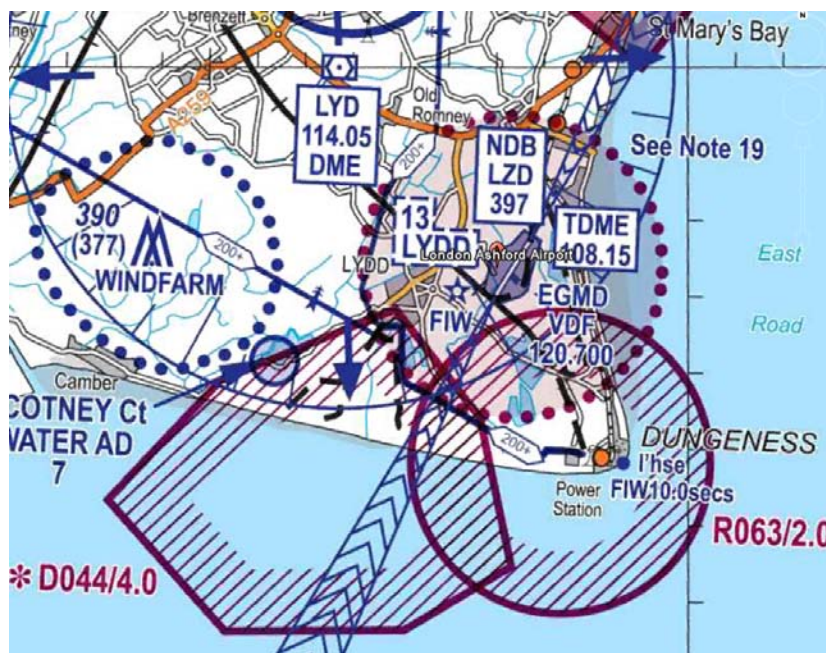 Brenzett
St Mary's Bay
A259
LYD
114.05
DME
Old
Romney
200+
NDB
LZD
397
See Note 19
390
(377)
WINDFARM
200+
13
LYDD
LYDD
London Ashford Airport
TDME
108.15
East
Road
FIW
EGMD
VDF
120.700
Camber
COTNEY Ct
WATER AD
7
200+
DUNGENESS
l'hse
FIW10.0secs
Power
Station
R063/2.0
* D044/4.0
N